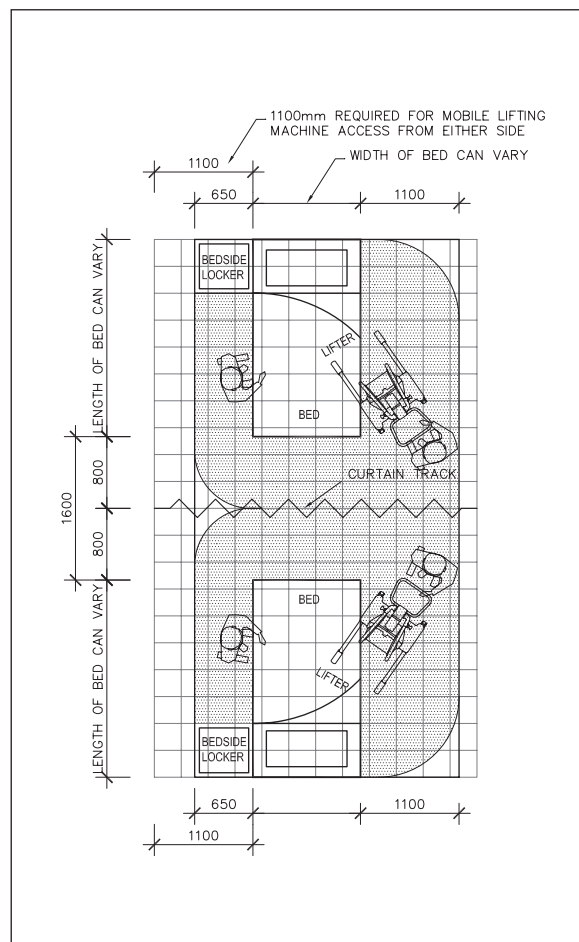 1100mm REQUIRED FOR MOBILE LIFTING
MACHINE ACCESS FROM EITHER SIDE
1100
WIDTH OF BED CAN VARY
650
1100
BEDSIDE
LOCKER
LENGTH OF BED CAN VARY
LIFTER
BED
800
CURTAIN TRACK
1600
800
BED
LENGTH OF BED CAN VARY
LIFTER
BEDSIDE
LOCKER
650
1100
1100